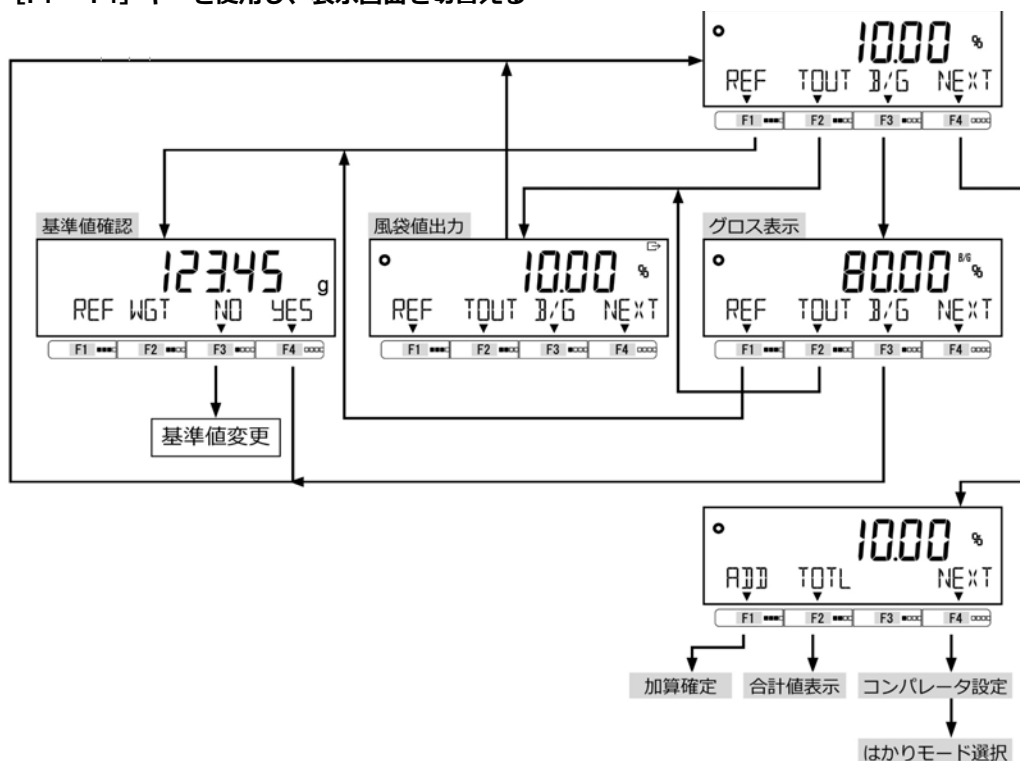 [F1 ~ F4] キーを使用し、表示画面を切替える
10.00 %
REF TOUT B/G NEXT
F1 F2 F3 F4
基準値確認
風袋値出力
グロス表示
123.45 g
REF WGT NO YES
F1 F2 F3 F4
10.00 %
REF TOUT B/G NEXT
F1 F2 F3 F4
B/G
80.00 %
REF TOUT B/G NEXT
F1 F2 F3 F4
基準値変更
10.00 %
ADD TOTL NEXT
F1 F2 F3 F4
加算確定
合計値表示
コンパレータ設定
はかりモード選択